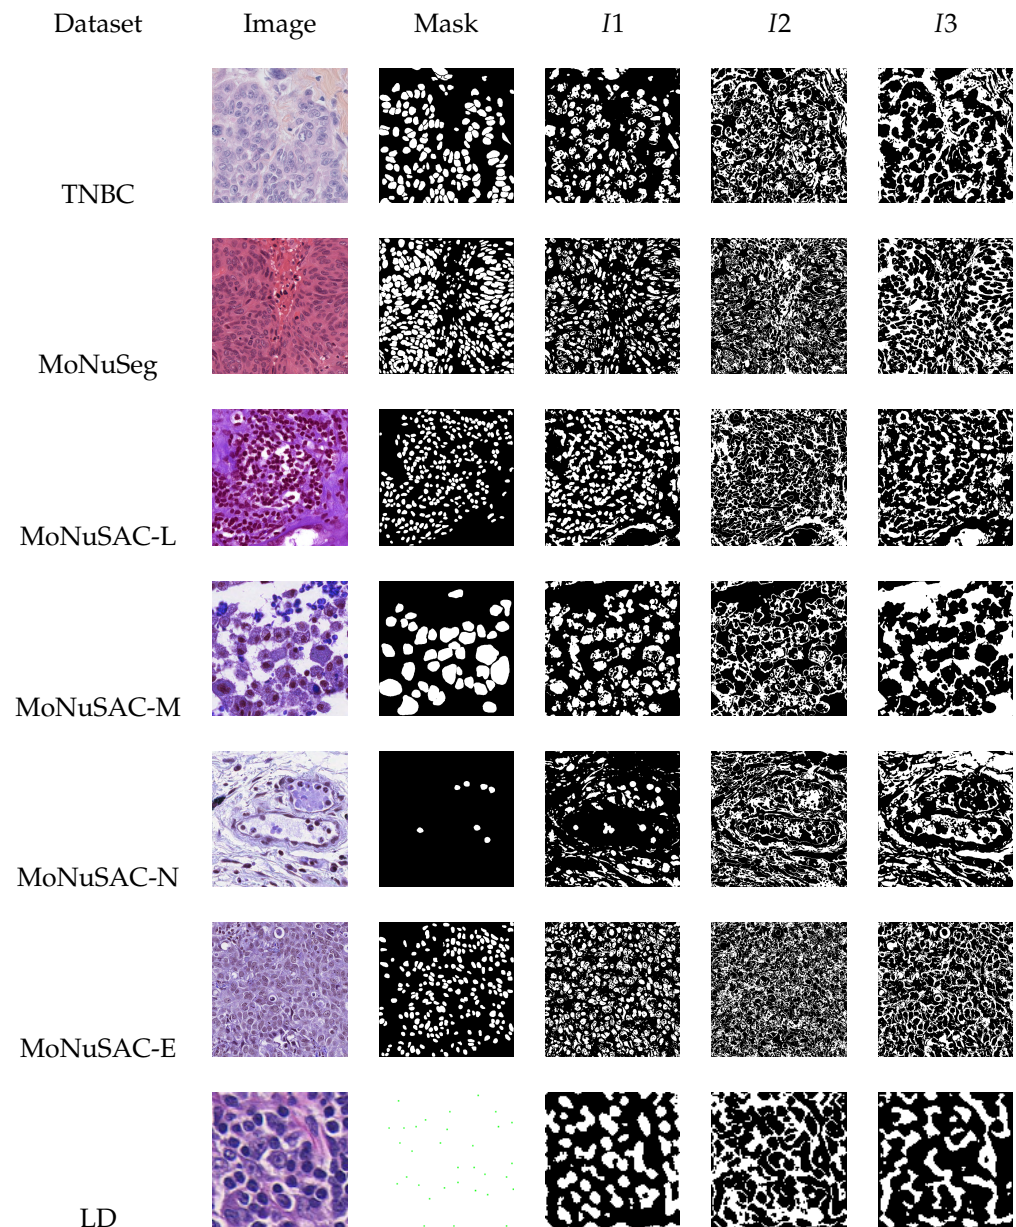 Dataset Image Mask I1 I2 I3
TNBC
MoNuSeg
MoNuSAC-L
MoNuSAC-M
MoNuSAC-N
MoNuSAC-E
LD